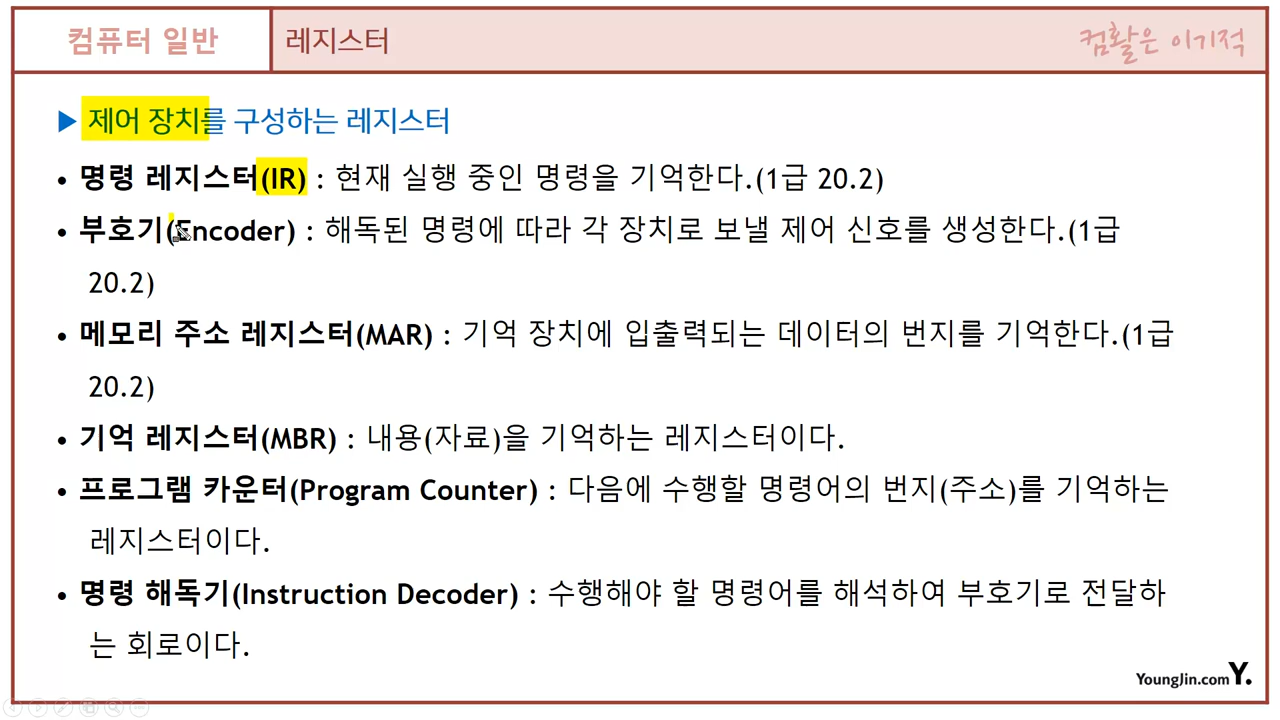 컴퓨터 일반
레지스터
컴활은 이기적
▶ 제어 장치를 구성하는 레지스터
• 명령 레지스터(IR) : 현재 실행 중인 명령을 기억한다.(1급 20.2)
• 부호기(Encoder) : 해독된 명령에 따라 각 장치로 보낼 제어 신호를 생성한다.(1급
20.2)
• 메모리 주소 레지스터(MAR) : 기억 장치에 입출력되는 데이터의 번지를 기억한다.(1급
20.2)
• 기억 레지스터(MBR) : 내용(자료)을 기억하는 레지스터이다.
• 프로그램 카운터(Program Counter) : 다음에 수행할 명령어의 번지(주소)를 기억하는
레지스터이다.
• 명령 해독기(Instruction Decoder) : 수행해야 할 명령어를 해석하여 부호기로 전달하
는 회로이다.
YoungJin.com Y.